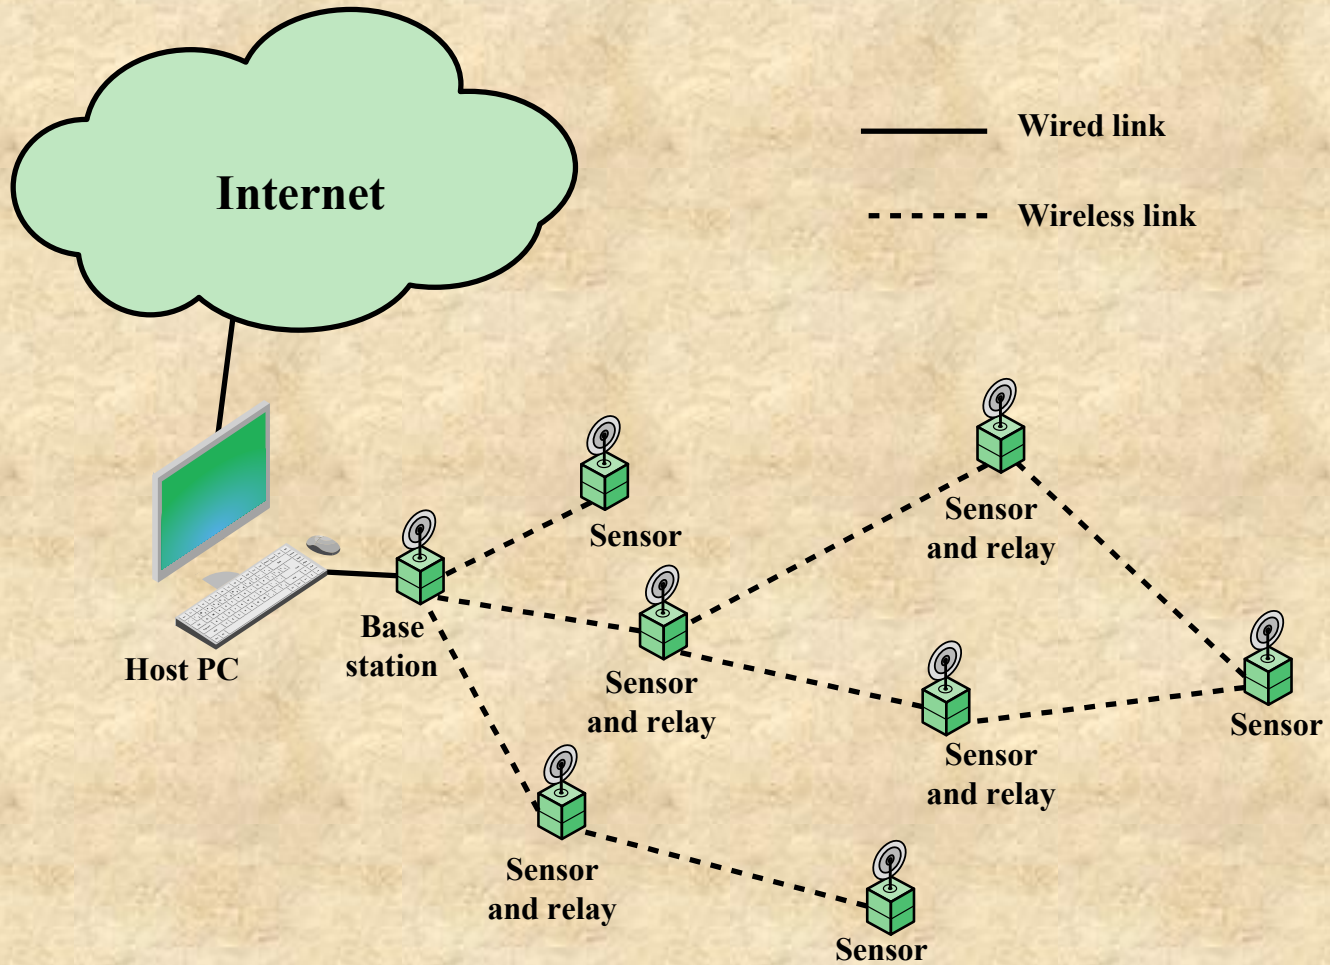 Internet
Wired link
Wireless link
Host PC
Base
station
Sensor
Sensor
and relay
Sensor
and relay
Sensor
and relay
Sensor
Sensor
and relay
Sensor